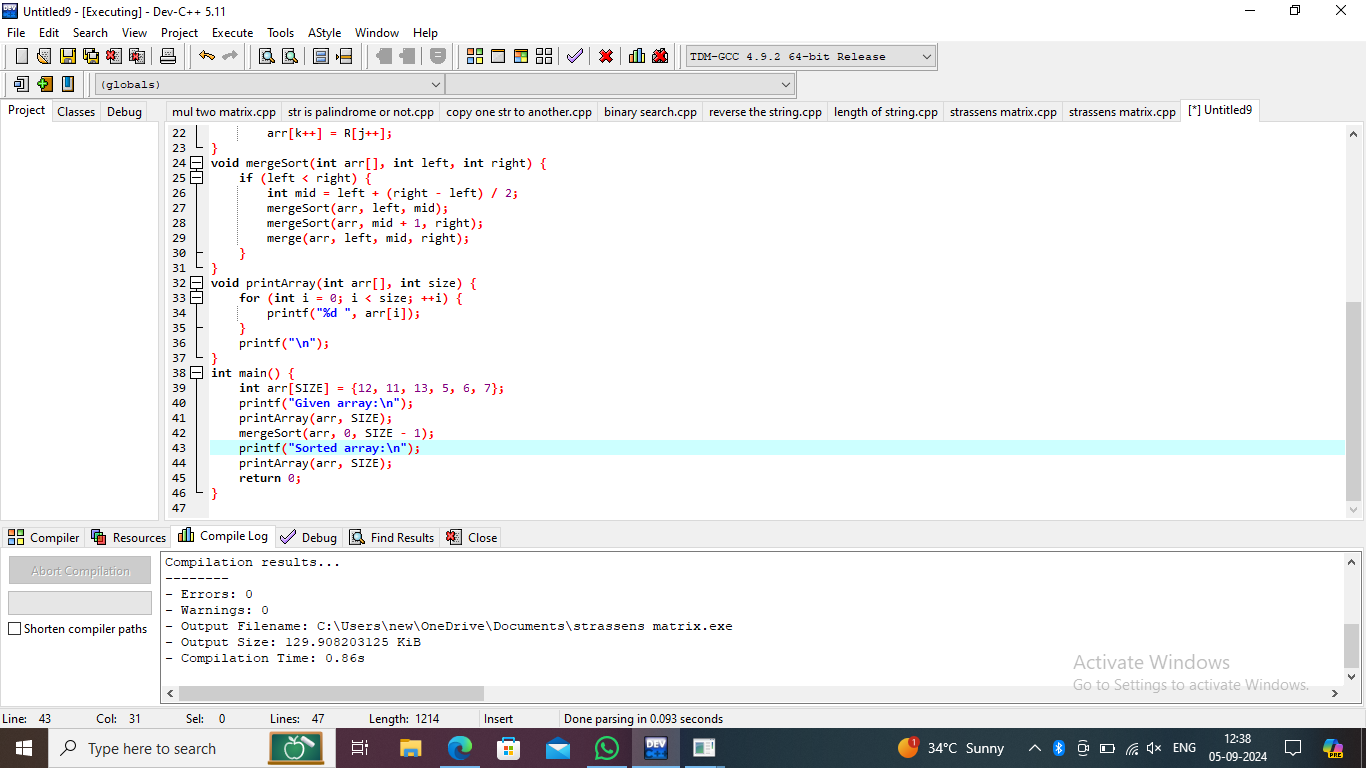 Untitled9 - [Executing] - Dev-C++ 5.11
File Edit Search View Project Execute Tools AStyle Window Help
TDM-GCC 4.9.2 64-bit Release
(globals)
Project Classes Debug mul two matrix.cpp str is palindrome or not.cpp copy one str to another.cpp binary search.cpp reverse the string.cpp length of string.cpp strassens matrix.cpp strassens matrix.cpp [*] Untitled9
22 arr[k++] = R[j++];
23 }
24 void mergeSort(int arr[], int left, int right) {
25 if (left < right) {
26 int mid = left + (right - left) / 2;
27 mergeSort(arr, left, mid);
28 mergeSort(arr, mid + 1, right);
29 merge(arr, left, mid, right);
30 }
31 }
32 void printArray(int arr[], int size) {
33 for (int i = 0; i < size; ++i) {
34 printf("%d ", arr[i]);
35 }
36 printf("\n");
37 }
38 int main() {
39 int arr[SIZE] = {12, 11, 13, 5, 6, 7};
40 printf("Given array:\n");
41 printArray(arr, SIZE);
42 mergeSort(arr, 0, SIZE - 1);
43 printf("Sorted array:\n");
44 printArray(arr, SIZE);
45 return 0;
46 }
47
Compiler Resources Compile Log Debug Find Results Close
Abort Compilation
Shorten compiler paths
Compilation results...
--------
- Errors: 0
- Warnings: 0
- Output Filename: C:\Users\new\OneDrive\Documents\strassens matrix.exe
- Output Size: 129.908203125 KiB
- Compilation Time: 0.86s
Activate Windows
Go to Settings to activate Windows.
Line: 43 Col: 31 Sel: 0 Lines: 47 Length: 1214 Insert Done parsing in 0.093 seconds
Type here to search
DEV
1
34°C Sunny
ENG
12:38
05-09-2024
PRE